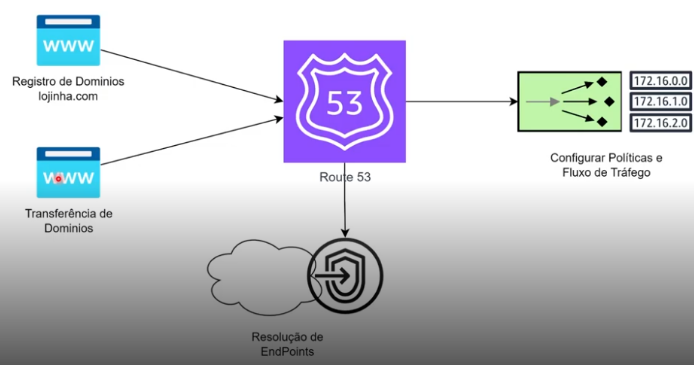 WWW
Registro de Dominios
lojinha.com
WWW
Transferência de
Dominios
53
Route 53
172.16.0.0
172.16.1.0
172.16.2.0
Configurar Políticas e
Fluxo de Tráfego
Resolução de
EndPoints